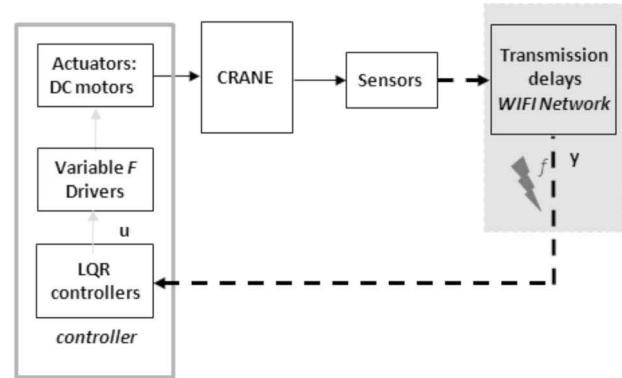 Actuators:
DC motors
CRANE
Sensors
Transmission
delays
WIFI Network
Variable F
Drivers
f
y
u
LQR
controllers
controller